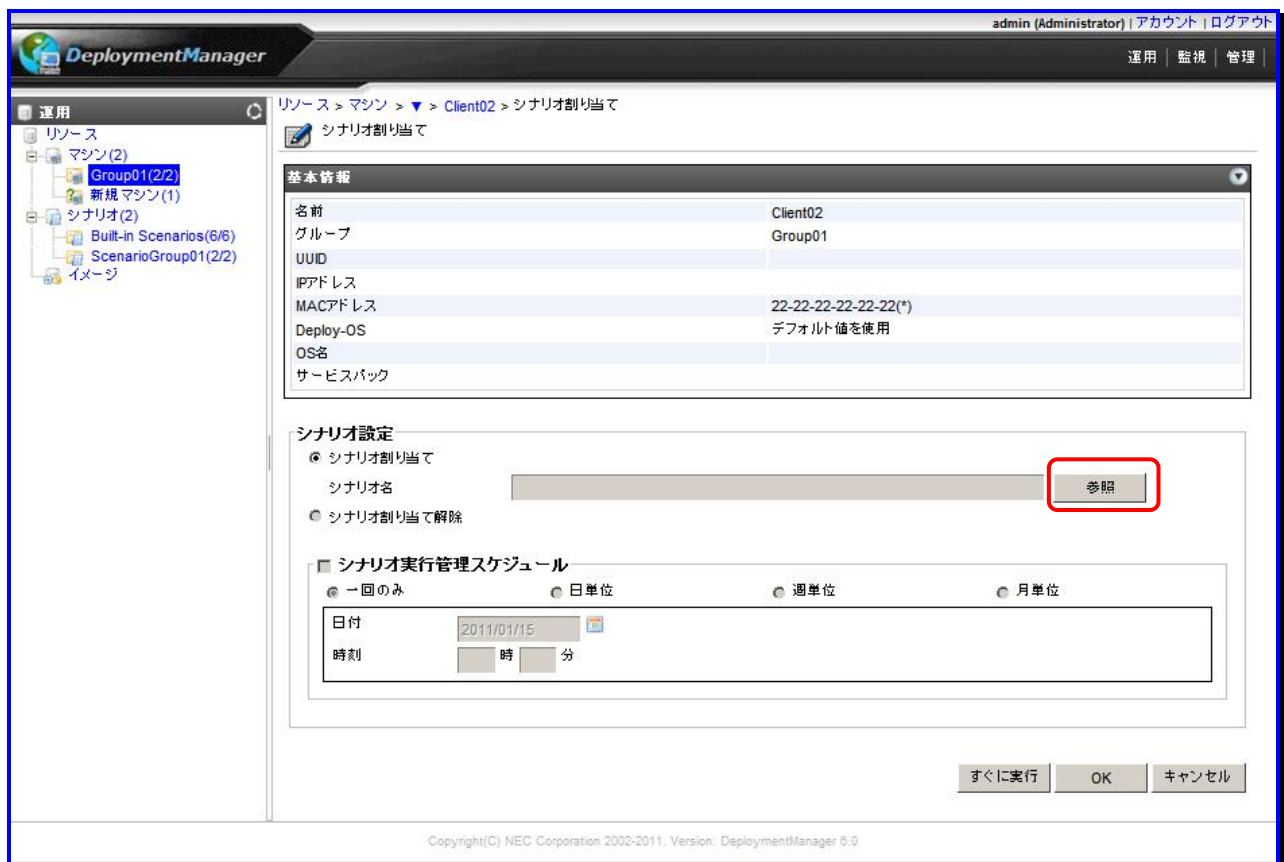 admin (Administrator) | アカウント | ログアウト
DeploymentManager
運用 | 監視 | 管理 |
運用
リソース
マシン(2)
Group01(2/2)
新規マシン(1)
シナリオ(2)
Built-in Scenarios(6/6)
ScenarioGroup01(2/2)
イメージ
リソース > マシン > ▼ > Client02 > シナリオ割り当て
シナリオ割り当て
基本情報
名前 Client02
グループ Group01
UUID
IPアドレス
MACアドレス 22-22-22-22-22-22(*)
Deploy-OS デフォルト値を使用
OS名
サービスパック
シナリオ設定
シナリオ割り当て
シナリオ名 参照
シナリオ割り当て解除
シナリオ実行管理スケジュール
一回のみ 日単位 週単位 月単位
日付 2011/01/15
時刻 時 分
すぐに実行 OK キャンセル
Copyright(C) NEC Corporation 2002-2011. Version: DeploymentManager 6.0